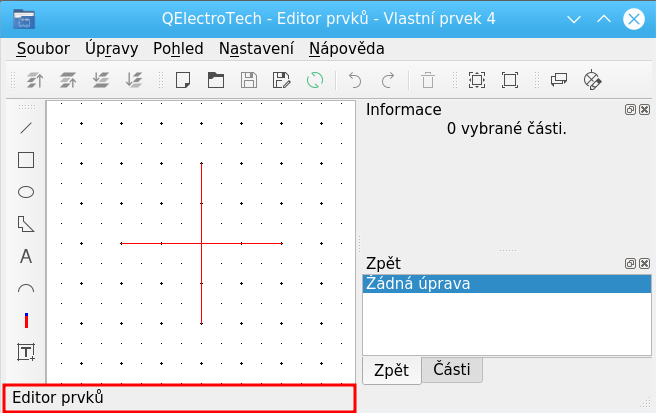 QElectroTech - Editor prvků - Vlastní prvek 4
Soubor Úpravy Pohled Nastavení Nápověda
Informace
0 vybrané části.
A
Zpět
Žádná úprava
T
Zpět Části
Editor prvků